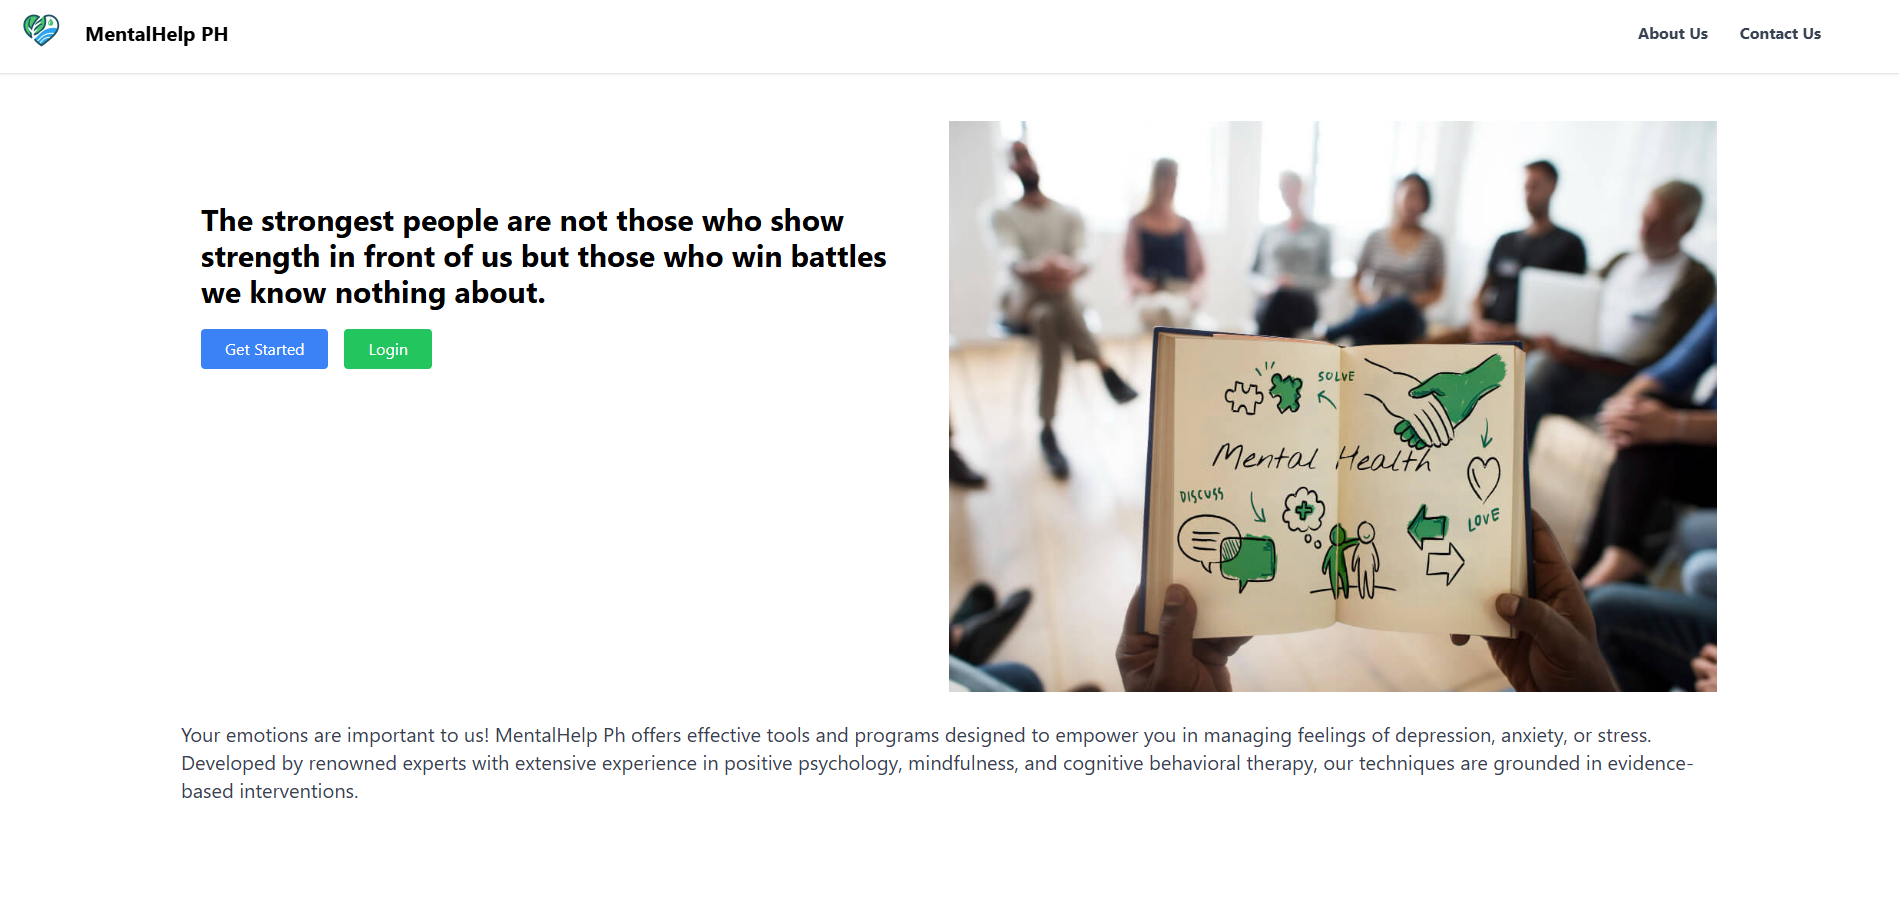 MentalHelp PH
About Us
Contact Us
The strongest people are not those who show
strength in front of us but those who win battles
we know nothing about.
Get Started
Login
SOLVE
Mental Health
DISCUSS
LOVE
Your emotions are important to us! MentalHelp Ph offers effective tools and programs designed to empower you in managing feelings of depression, anxiety, or stress.
Developed by renowned experts with extensive experience in positive psychology, mindfulness, and cognitive behavioral therapy, our techniques are grounded in evidence-
based interventions.